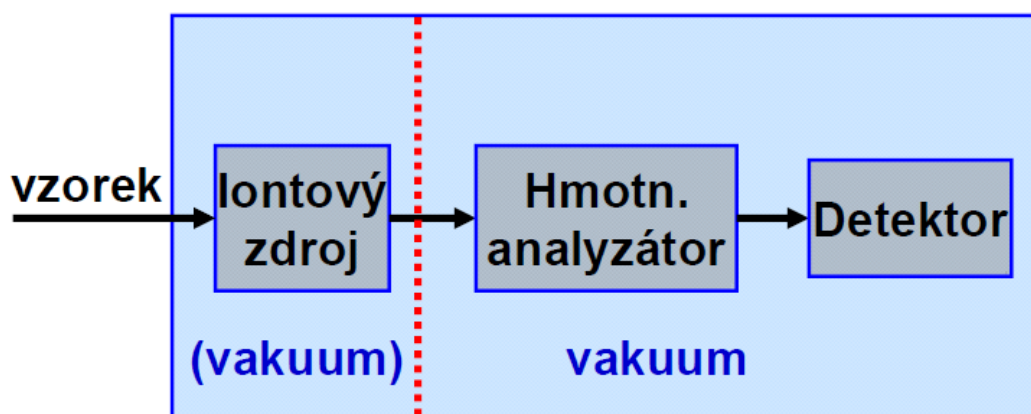 vzorek
Iontový
zdroj
Hmotn.
analyzátor
Detektor
(vakuum)
vakuum